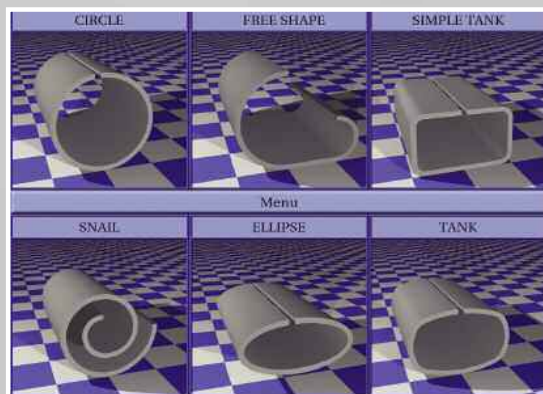 CIRCLE
FREE SHAPE
SIMPLE TANK
Menu
SNAIL
ELLIPSE
TANK